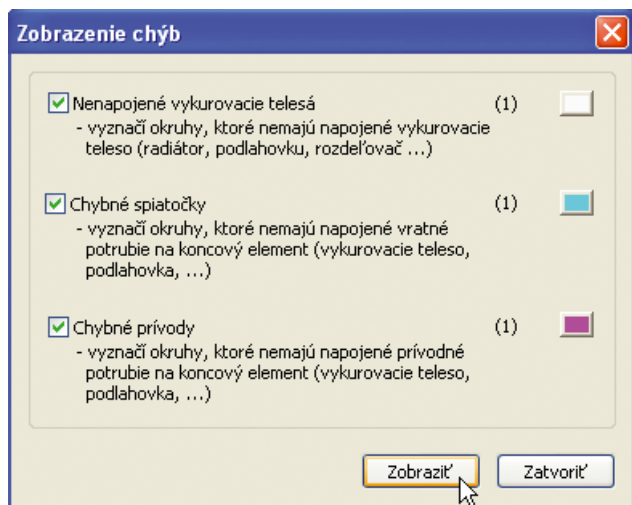 Zobrazenie chýb
Nenapojené vykurovacie telesá (1)
- vyznačí okruhy, ktoré nemajú napojené vykurovacie
teleso (radiátor, podlahovku, rozdeľovač ...)
Chybné spiatočky (1)
- vyznačí okruhy, ktoré nemajú napojené vratné
potrubie na koncový element (vykurovacie teleso,
podlahovka, ...)
Chybné prívody (1)
- vyznačí okruhy, ktoré nemajú napojené prívodné
potrubie na koncový element (vykurovacie teleso,
podlahovka, ...)
Zobraziť Zatvoriť